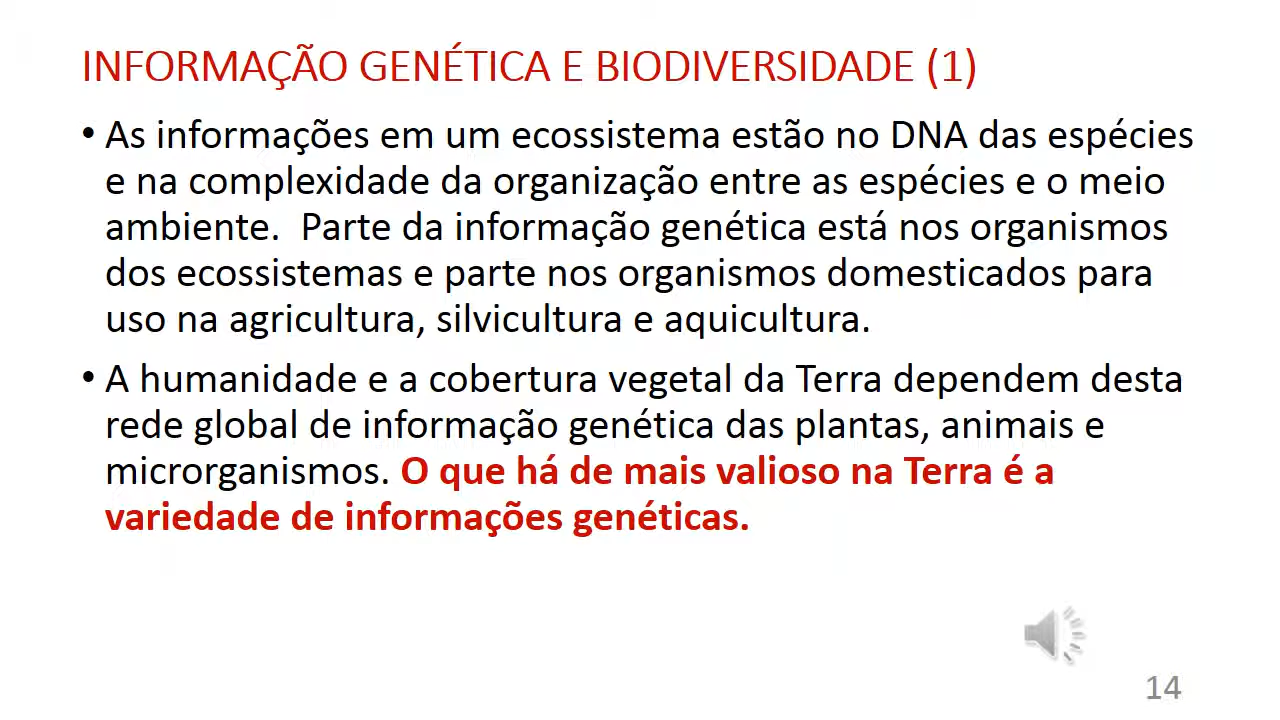 INFORMAÇÃO GENÉTICA E BIODIVERSIDADE (1)
• As informações em um ecossistema estão no DNA das espécies
e na complexidade da organização entre as espécies e o meio
ambiente.  Parte da informação genética está nos organismos
dos ecossistemas e parte nos organismos domesticados para
uso na agricultura, silvicultura e aquicultura.
• A humanidade e a cobertura vegetal da Terra dependem desta
rede global de informação genética das plantas, animais e
microrganismos. O que há de mais valioso na Terra é a
variedade de informações genéticas.
14